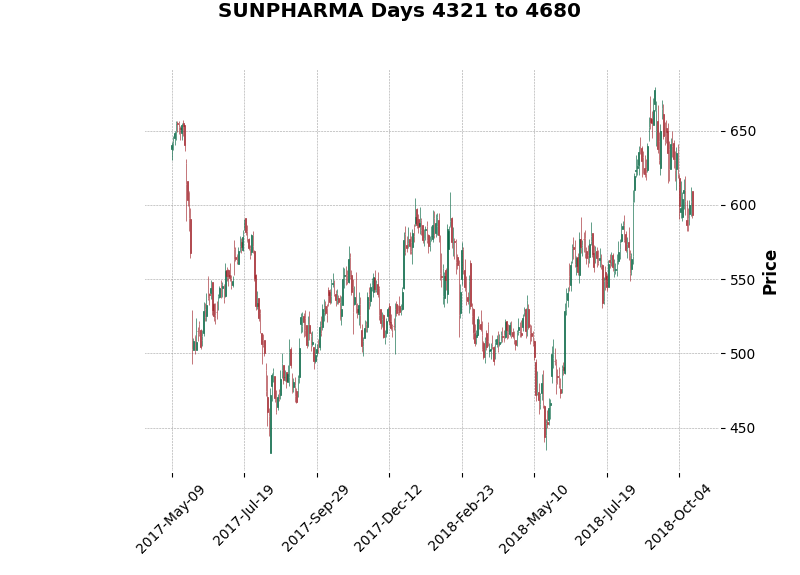 SUNPHARMA Days 4321 to 4680
650
600
550
500
450
Price
2017-May-09
2017-Jul-19
2017-Sep-29
2017-Dec-12
2018-Feb-23
2018-May-10
2018-Jul-19
2018-Oct-04